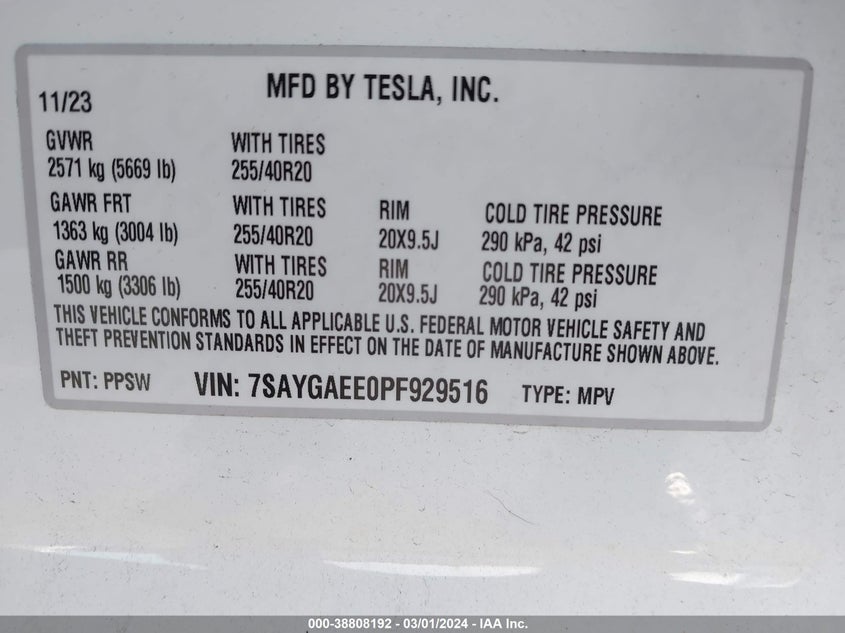 MFD BY TESLA, INC.
11/23
GVWR WITH TIRES
2571 kg (5669 lb) 255/40R20
GAWR FRT WITH TIRES RIM COLD TIRE PRESSURE
1363 kg (3004 lb) 255/40R20 20X9.5J 290 kPa, 42 psi
GAWR RR WITH TIRES RIM COLD TIRE PRESSURE
1500 kg (3306 lb) 255/40R20 20X9.5J 290 kPa, 42 psi
THIS VEHICLE CONFORMS TO ALL APPLICABLE U.S. FEDERAL MOTOR VEHICLE SAFETY AND
THEFT PREVENTION STANDARDS IN EFFECT ON THE DATE OF MANUFACTURE SHOWN ABOVE.
PNT: PPSW VIN: 7SAYGAEE0PF929516 TYPE: MPV
000-38808192 - 03/01/2024 - IAA Inc.